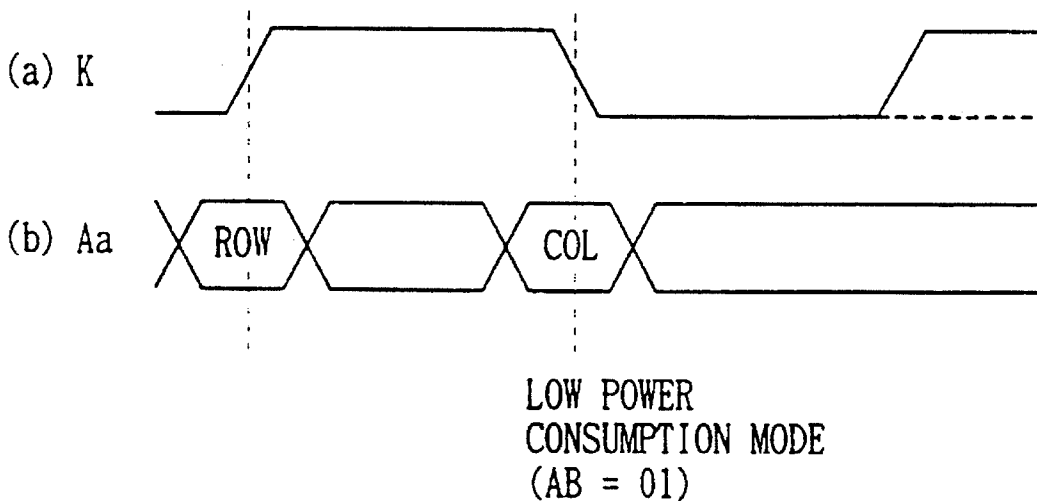 (a) K
(b) Aa
ROW
COL
LOW POWER
CONSUMPTION MODE
(AB = 01)